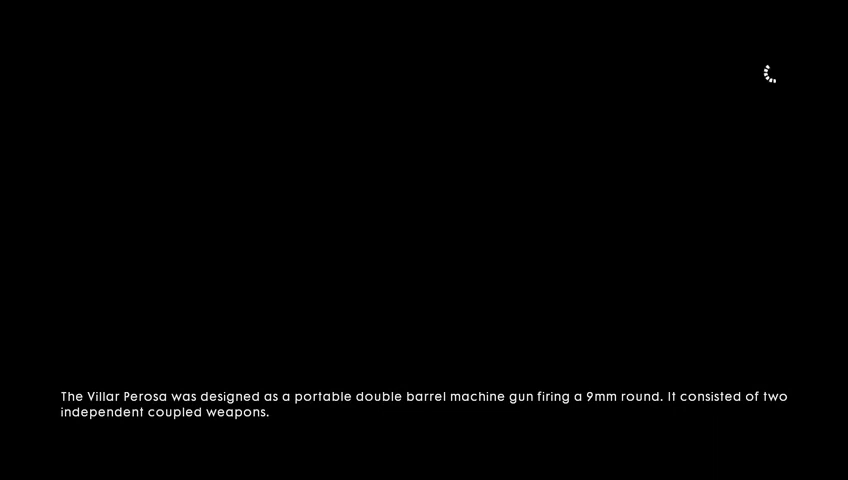 The Villar Perosa was designed as a portable double barrel machine gun firing a 9mm round. It consisted of two
independent coupled weapons.